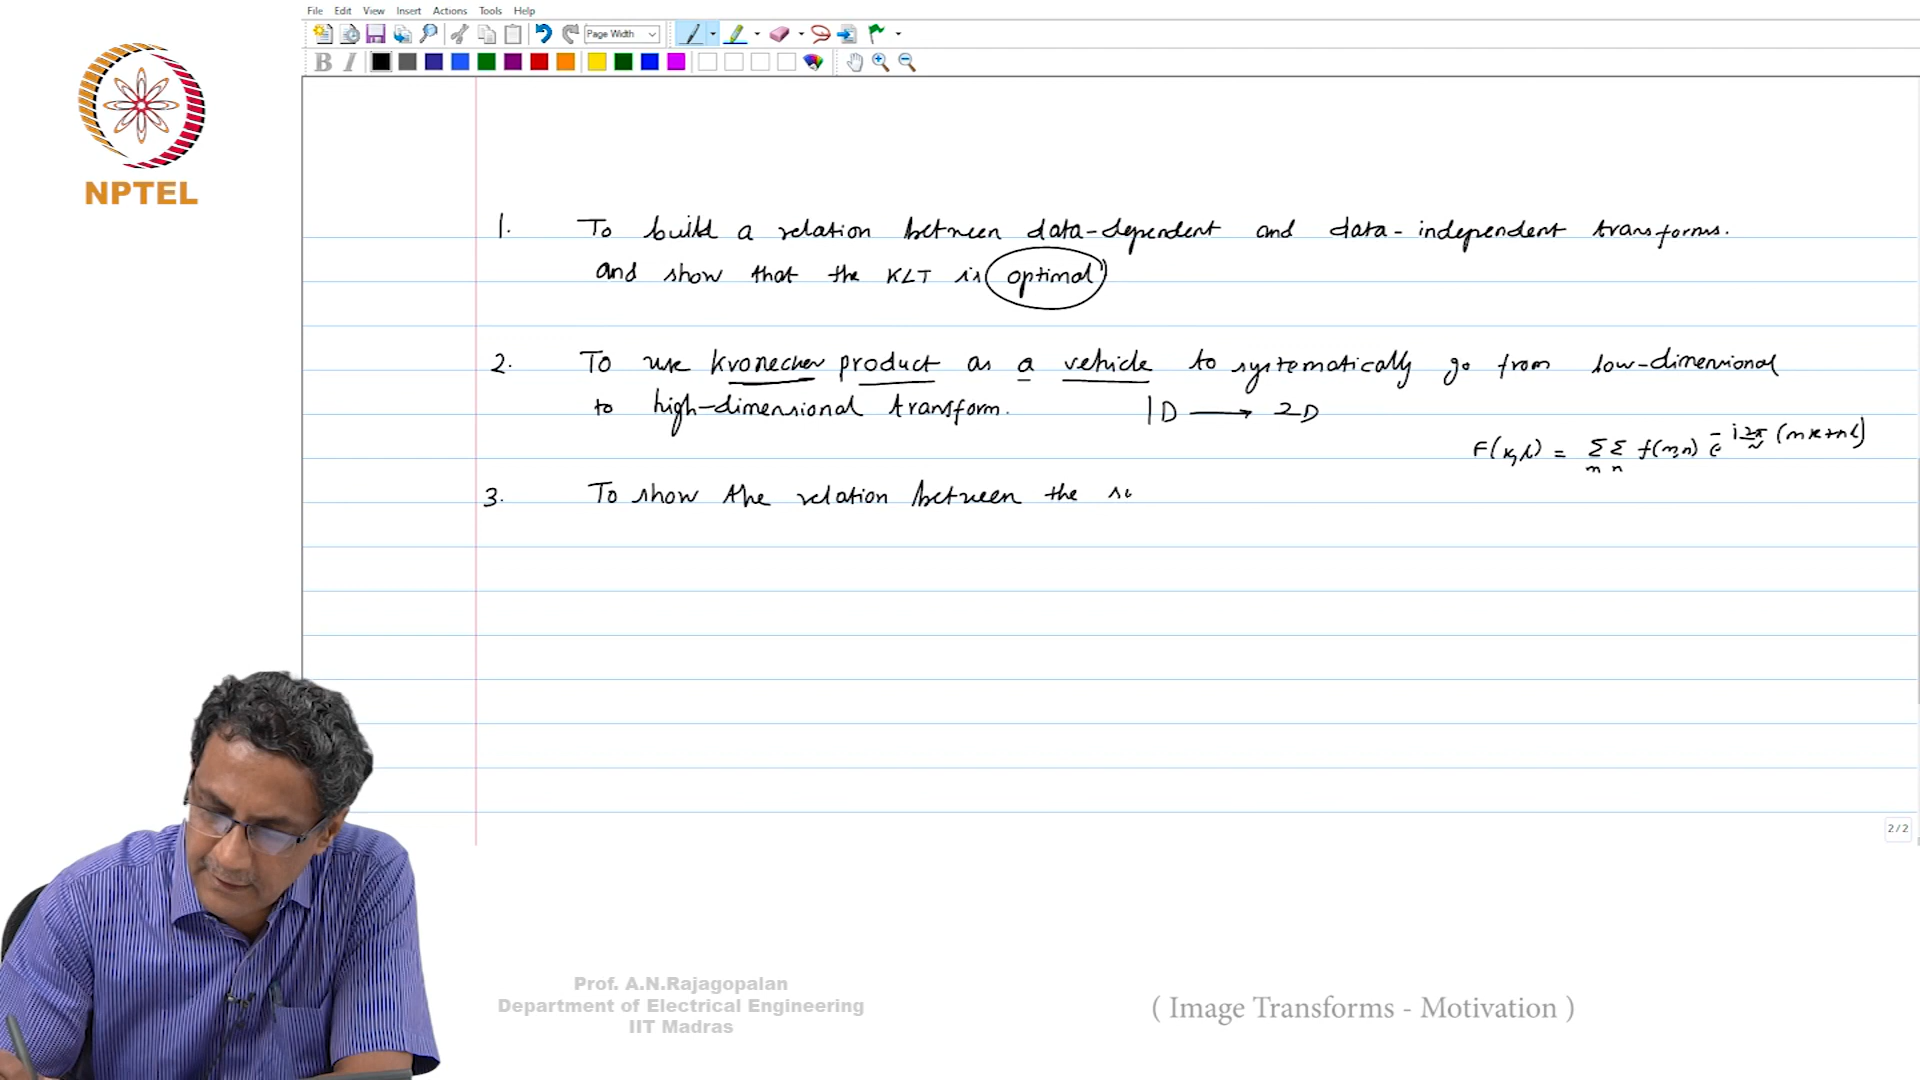 File Edit View Insert Actions Tools Help
Page Width
B I
NPTEL
1. To build a relation between data-dependent and data-independent transforms.
and show that the KLT is optimal
2. To use Kronecker product as a vehicle to systematically go from low-dimensional
to high-dimensional transform. 1D → 2D
F(k,l) = Σ Σ f(m,n) e
m n
3. To show the relation between the
2 / 2
Prof. A.N.Rajagopalan
Department of Electrical Engineering
IIT Madras
( Image Transforms - Motivation )